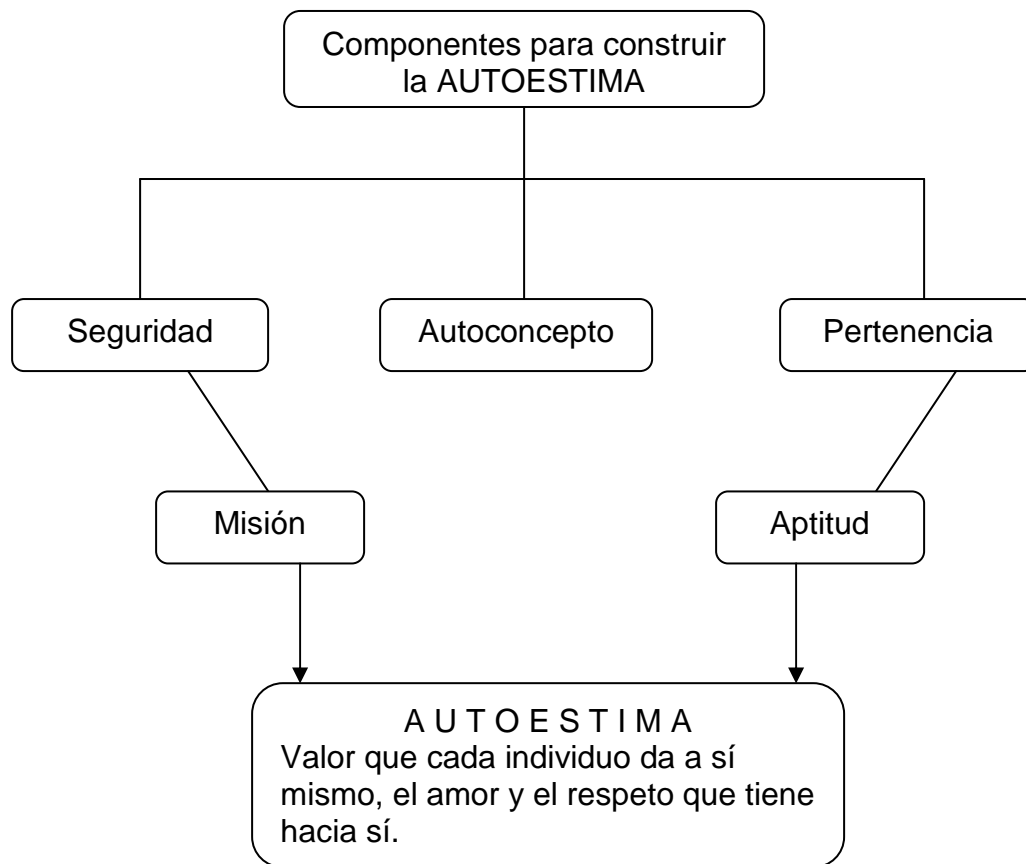 Componentes para construir
la AUTOESTIMA
Seguridad
Autoconcepto
Pertenencia
Misión
Aptitud
A U T O E S T I M A
Valor que cada individuo da a sí
mismo, el amor y el respeto que tiene
hacia sí.